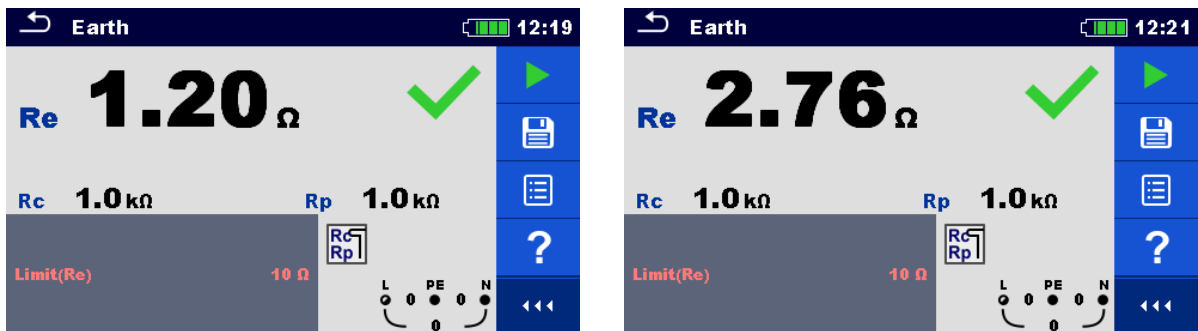 Earth 12:19
Re 1.20 Ω
Rc 1.0 kΩ Rp 1.0 kΩ
Rc
Rp
Limit(Re) 10 Ω
?
L PE N
0 0
0
Earth 12:21
Re 2.76 Ω
Rc 1.0 kΩ Rp 1.0 kΩ
Rc
Rp
Limit(Re) 10 Ω
?
L PE N
0 0
0